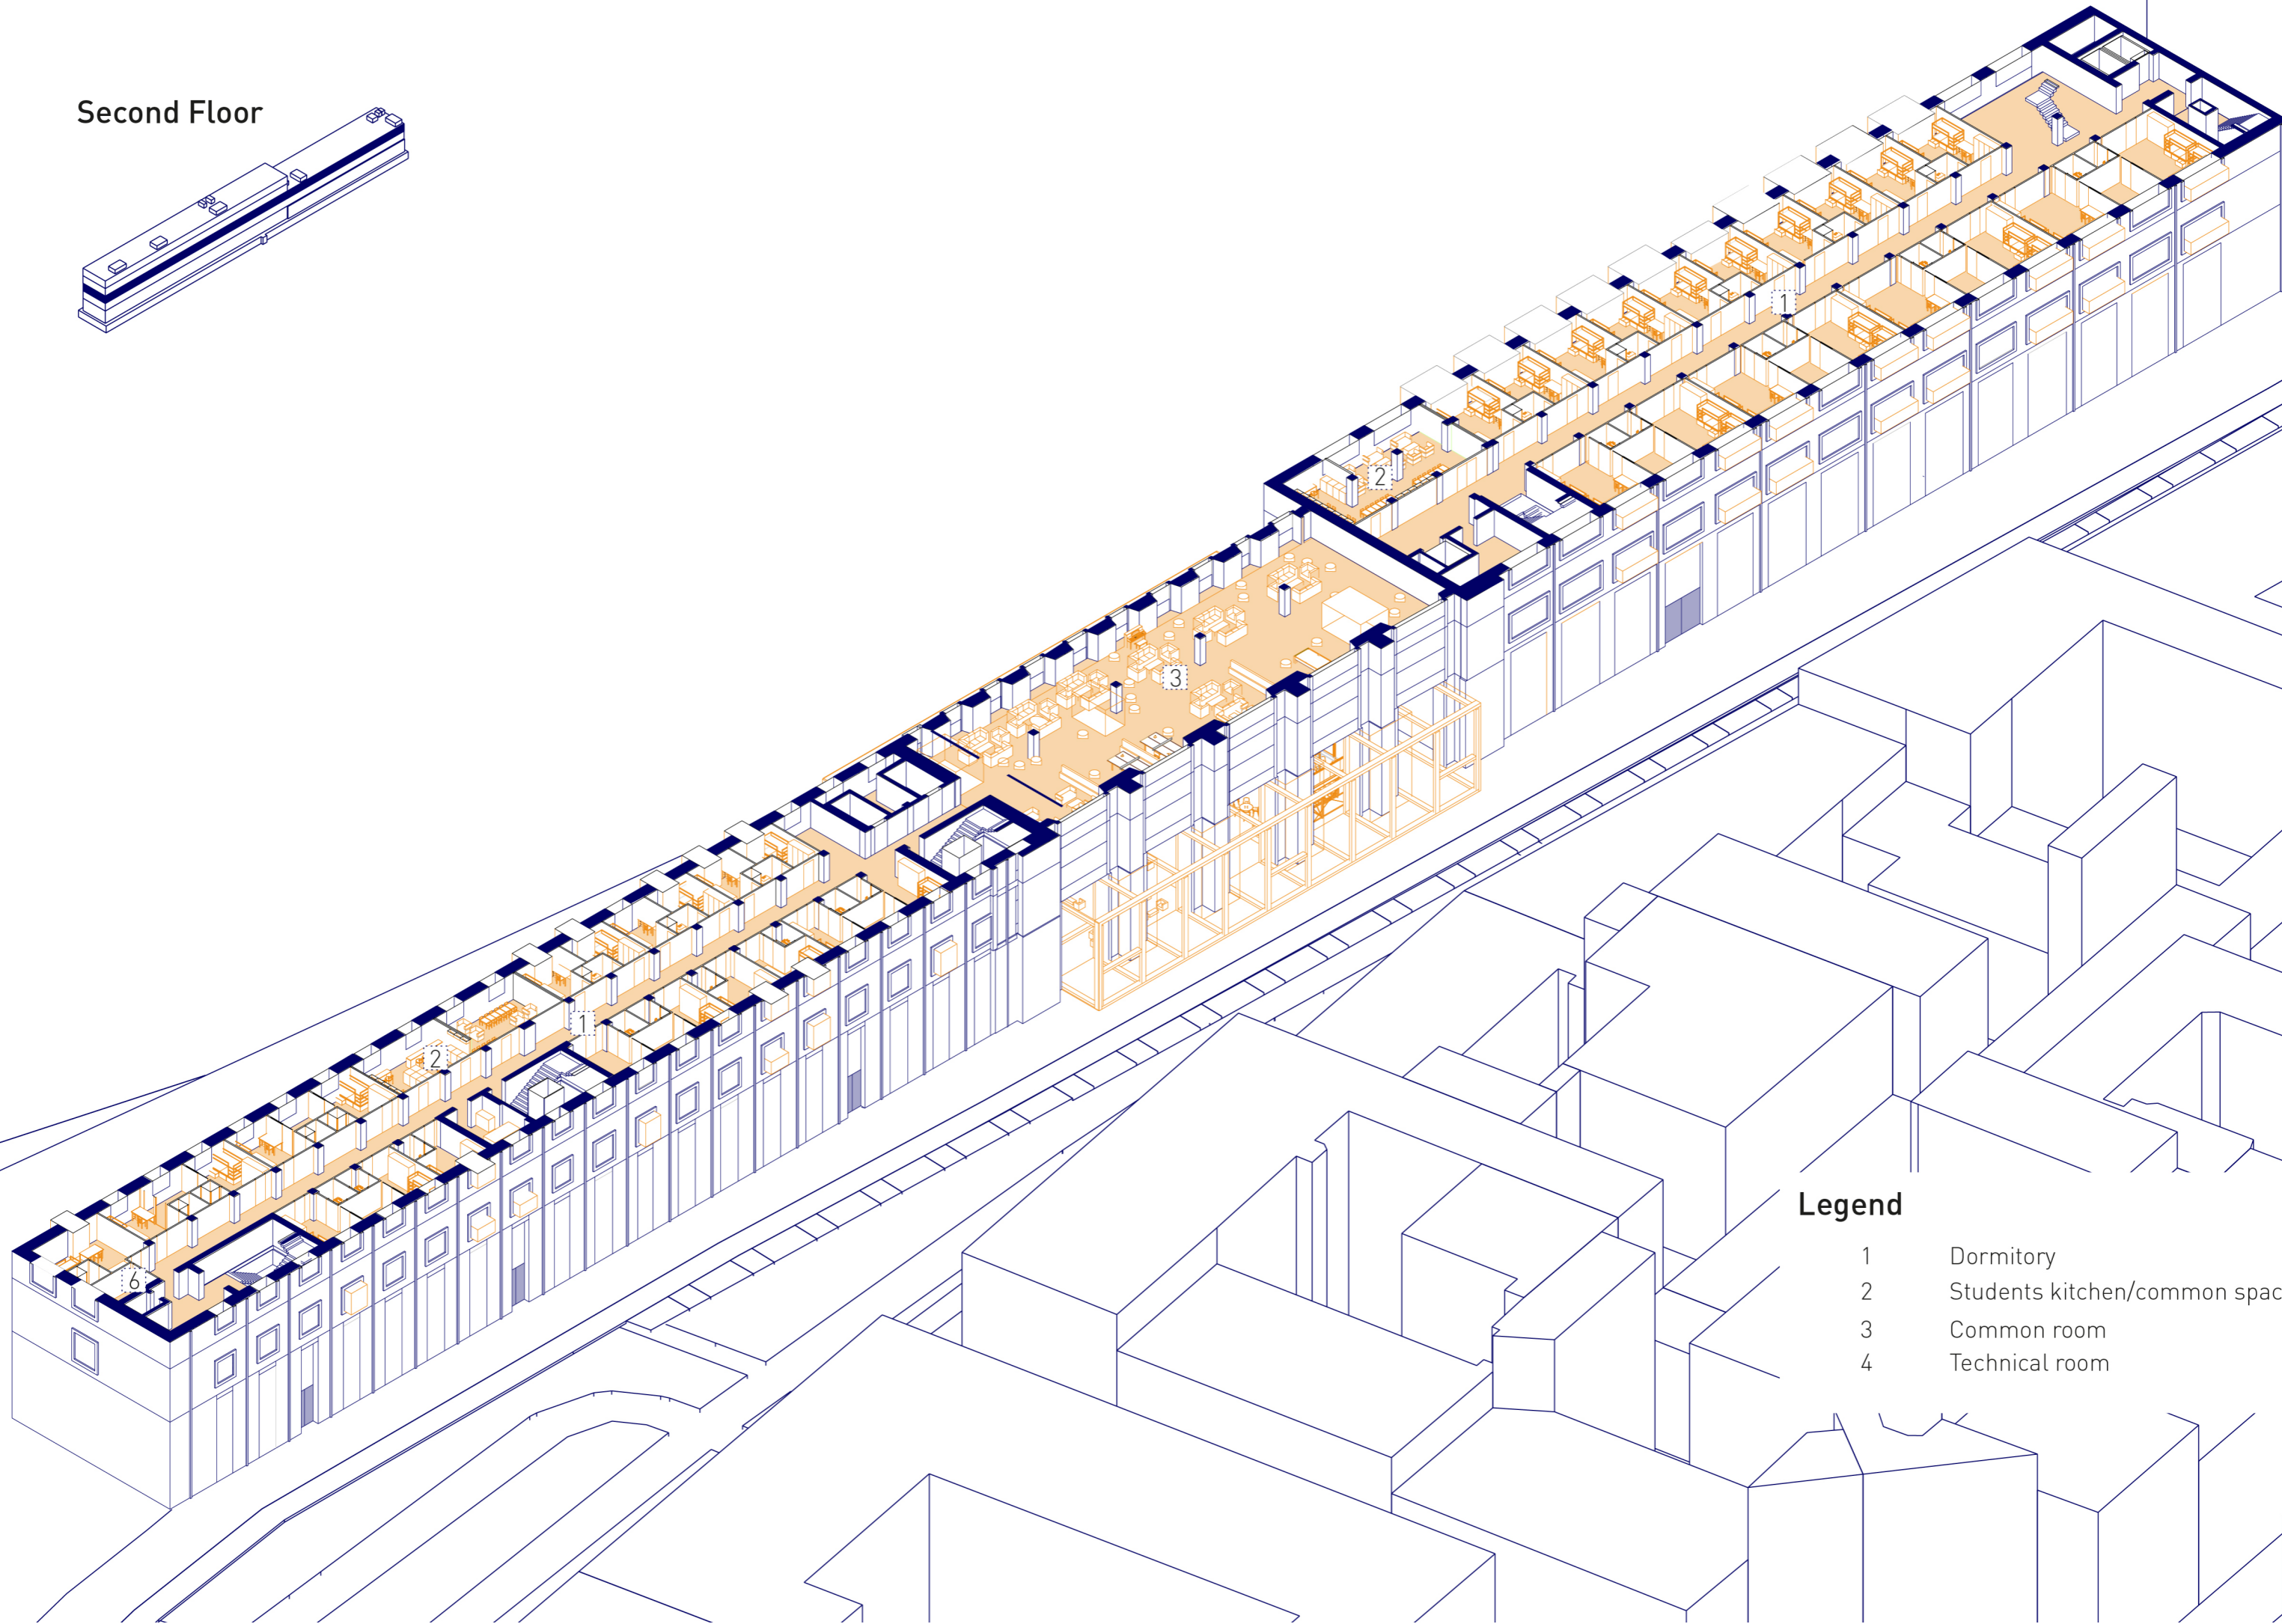 Second Floor
1
2
3
1
2
6
Legend
1 Dormitory
2 Students kitchen/common spac
3 Common room
4 Technical room